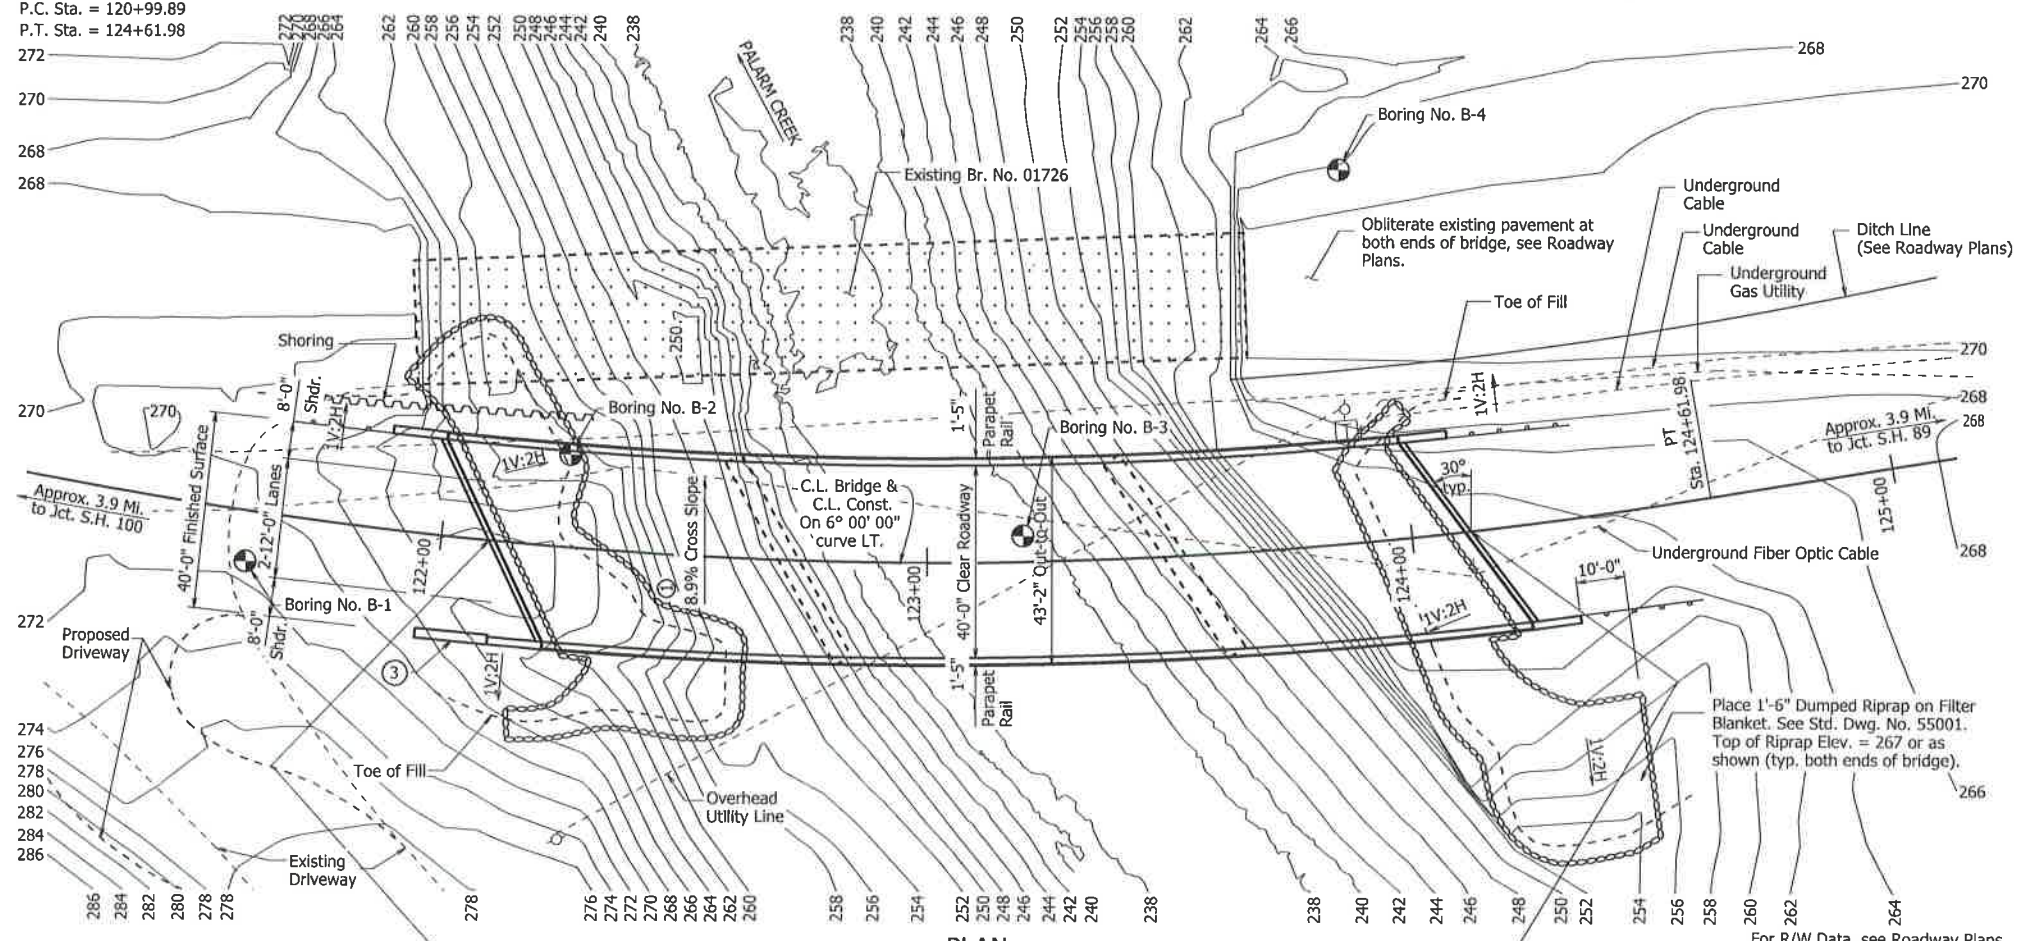 P.C. Sta. = 120+99.89
P.T. Sta. = 124+61.98
272
270
268
266
264
262
260
258
256
254
252
250
248
246
244
242
240
238
238
240
242
244
246
248
250
252
254
256
258
260
262
264
266
272
270
268
268
270
272
274
276
278
280
282
284
286
268
270
270
268
268
268
266
PALARM CREEK
Boring No. B-4
Existing Br. No. 01726
Underground
Cable
Obliterate existing pavement at
both ends of bridge, see Roadway
Plans.
Underground
Cable
Ditch Line
(See Roadway Plans)
Underground
Gas Utility
Toe of Fill
Shoring
250.7
270
8'-0"
Shdr.
1V:2H
Boring No. B-2
1'-5"
Parapet
Rail
Boring No. B-3
1V:2H
PT
Sta. 124+61.98
Approx. 3.9 Mi.
to Jct. S.H. 89
40'-0" Finished Surface
2-12'-0" Lanes
1V:2H
30°
typ.
Approx. 3.9 Mi.
to Jct. S.H. 100
C.L. Bridge &
C.L. Const.
On 6° 00' 00"
curve LT.
8.9% Cross Slope
40'-0" Clear Roadway
43'-2" Out-to-Out
122+00
123+00
124+00
125+00
1
Underground Fiber Optic Cable
10'-0"
Boring No. B-1
8'-0"
Shdr.
Proposed
Driveway
3
1V:2H
1V:2H
1'-5"
Parapet
Rail
Place 1'-6" Dumped Riprap on Filter
Blanket. See Std. Dwg. No. 55001.
Top of Riprap Elev. = 267 or as
shown (typ. both ends of bridge).
1V:2H
Toe of Fill
Overhead
Utility Line
Existing
Driveway
286
284
282
280
278
278
278
276
274
272
270
268
266
264
262
260
258
256
254
252
250
248
246
244
242
240
238
238
240
242
244
246
248
250
252
254
256
258
260
262
264
PLAN
For R/W Data, see Roadway Plans